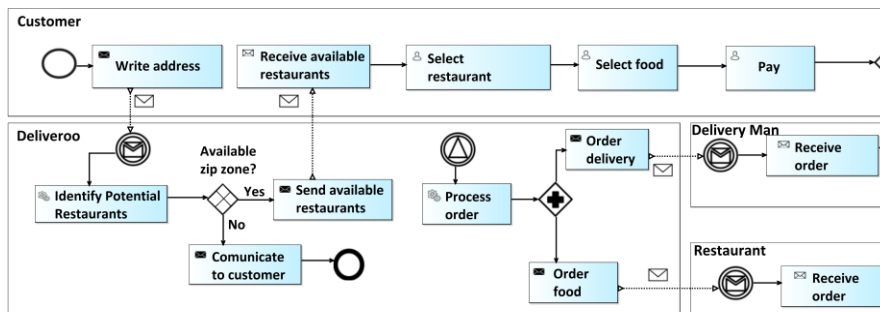 Customer
Write address
Receive available
restaurants
Select
restaurant
Select food
Pay
Deliveroo
Available
zip zone?
Yes
No
Identify Potential
Restaurants
Send available
restaurants
Comunicate
to customer
Process
order
Order
delivery
Order
food
Delivery Man
Receive
order
Restaurant
Receive
order